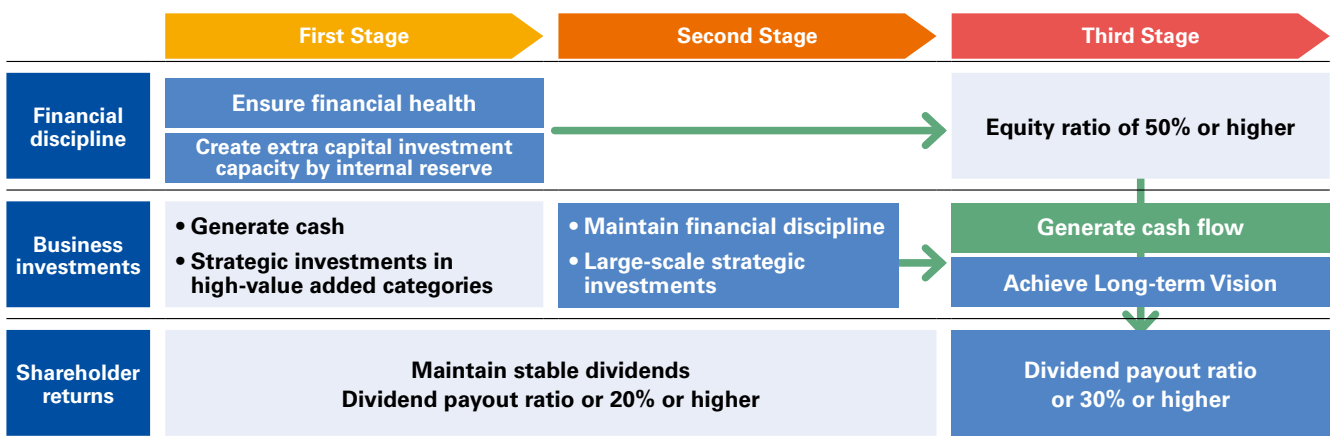 First Stage
Second Stage
Third Stage
Financial
discipline
Ensure financial health
Create extra capital investment
capacity by internal reserve
Equity ratio of 50% or higher
Business
investments
• Generate cash
• Strategic investments in
high-value added categories
• Maintain financial discipline
• Large-scale strategic
investments
Generate cash flow
Achieve Long-term Vision
Shareholder
returns
Maintain stable dividends
Dividend payout ratio or 20% or higher
Dividend payout ratio
or 30% or higher